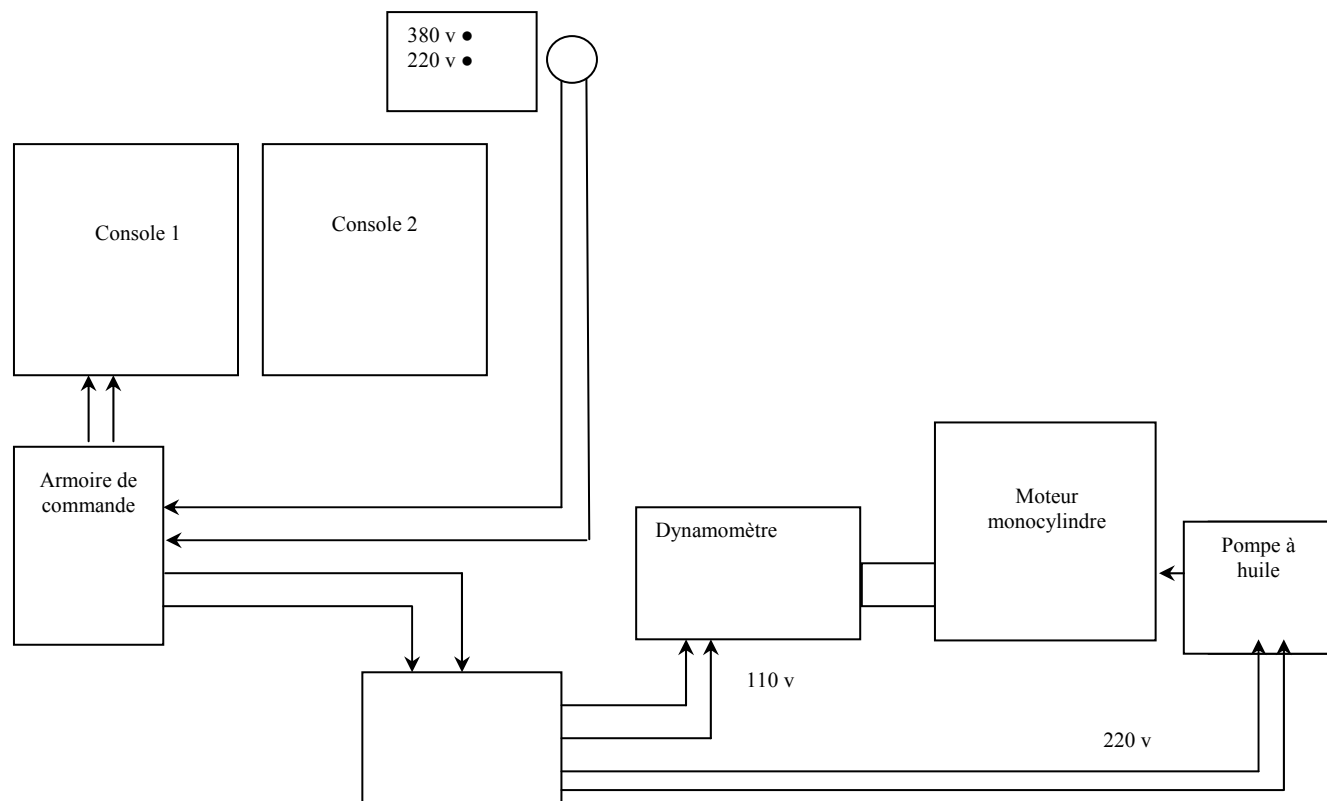 380 v ●
220 v ●
Console 1
Console 2
Armoire de
commande
Dynamomètre
Moteur
monocylindre
Pompe à
huile
110 v
220 v